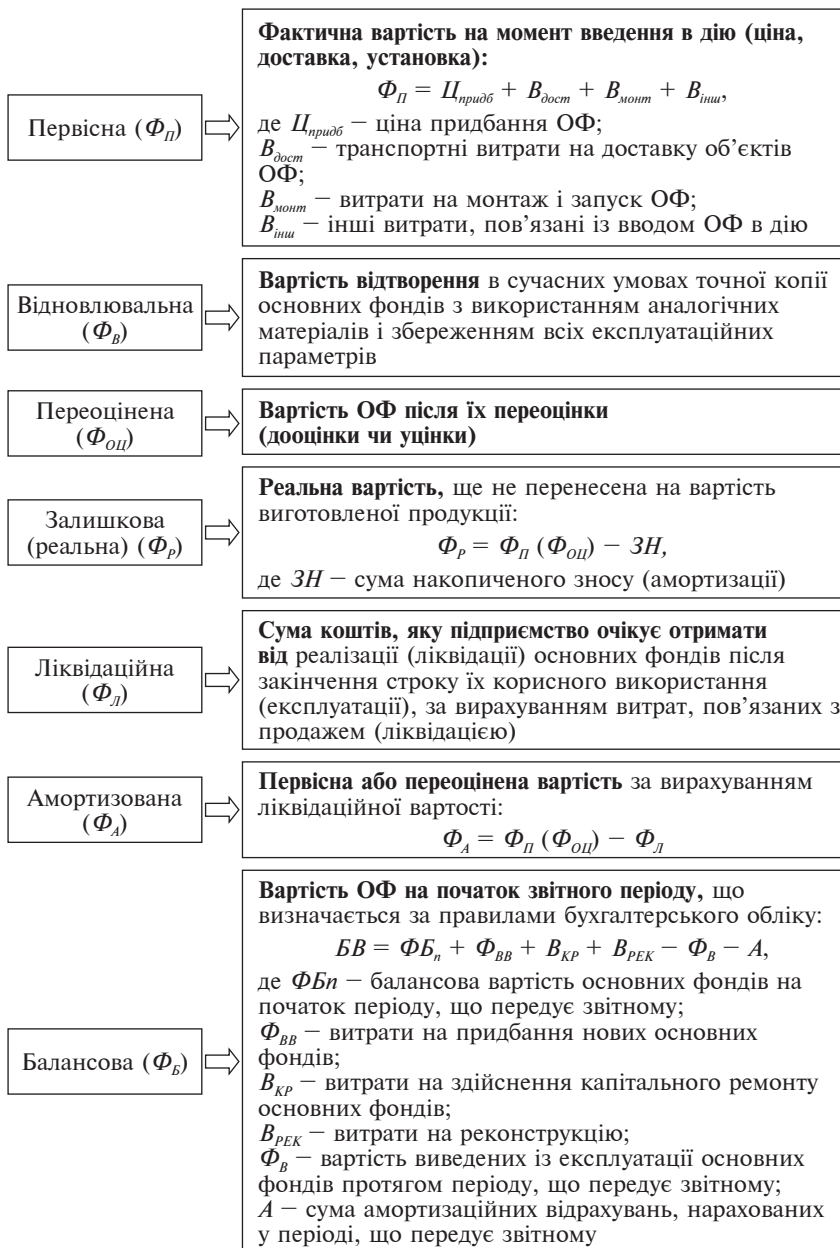 Первісна (Ф_П)
Фактична вартість на момент введення в дію (ціна,
доставка, установка):
Ф_П = Ц_придб + В_дост + В_монт + В_інш,
де Ц_придб – ціна придбання ОФ;
В_дост – транспортні витрати на доставку об’єктів
ОФ;
В_монт – витрати на монтаж і запуск ОФ;
В_інш – інші витрати, пов’язані із вводом ОФ в дію
Відновлювальна
(Ф_В)
Вартість відтворення в сучасних умовах точної копії
основних фондів з використанням аналогічних
матеріалів і збереженням всіх експлуатаційних
параметрів
Переоцінена
(Ф_ОЦ)
Вартість ОФ після їх переоцінки
(дооцінки чи уцінки)
Залишкова
(реальна) (Ф_Р)
Реальна вартість, ще не перенесена на вартість
виготовленої продукції:
Ф_Р = Ф_П (Ф_ОЦ) – ЗН,
де ЗН – сума накопиченого зносу (амортизації)
Ліквідаційна
(Ф_Л)
Сума коштів, яку підприємство очікує отримати
від реалізації (ліквідації) основних фондів після
закінчення строку їх корисного використання
(експлуатації), за вирахуванням витрат, пов’язаних з
продажем (ліквідацією)
Амортизована
(Ф_А)
Первісна або переоцінена вартість за вирахуванням
ліквідаційної вартості:
Ф_А = Ф_П (Ф_ОЦ) – Ф_Л
Балансова (Ф_Б)
Вартість ОФ на початок звітного періоду, що
визначається за правилами бухгалтерського обліку:
БВ = ФБ_п + Ф_ВВ + В_КР + В_РЕК – Ф_В – А,
де ФБп – балансова вартість основних фондів на
початок періоду, що передує звітному;
Ф_ВВ – витрати на придбання нових основних
фондів;
В_КР – витрати на здійснення капітального ремонту
основних фондів;
В_РЕК – витрати на реконструкцію;
Ф_В – вартість виведених із експлуатації основних
фондів протягом періоду, що передує звітному;
А – сума амортизаційних відрахувань, нарахованих
у періоді, що передує звітному